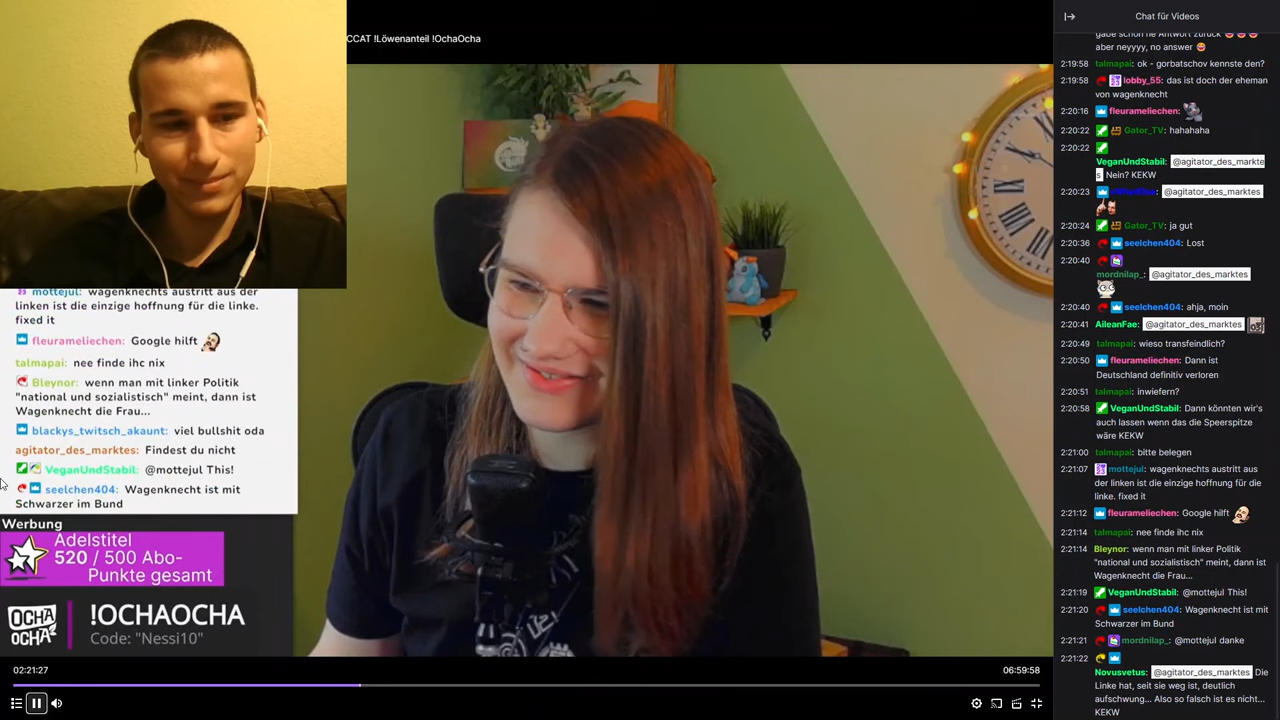 CCAT !Löwenanteil !OchaOcha
mottejul: wagenknechts austritt aus der
linken ist die einzige hoffnung für die linke.
fixed it
fleurameliechen: Google hilft
talmapai: nee finde ihc nix
Bleynor: wenn man mit linker Politik
"national und sozialistisch" meint, dann ist
Wagenknecht die Frau...
blackys_twitsch_akaunt: viel bullshit oda
agitator_des_marktes: Findest du nicht
VeganUndStabil: @mottejul This!
seelchen404: Wagenknecht ist mit
Schwarzer im Bund
Werbung
Adelstitel
520 / 500 Abo-
Punkte gesamt
OCHA
OCHA
!OCHAOCHA
Code: "Nessi10"
02:21:27
06:59:58
Chat für Videos
gäbe schon ne Antwort zurück
aber neyyyy, no answer
2:19:58 talmapai: ok - gorbatschov kennste den?
2:19:58 lobby_55: das ist doch der eheman
von wagenknecht
2:20:16 fleurameliechen:
2:20:22 Gator_TV: hahahaha
2:20:22
VeganUndStabil: @agitator_des_markte
s Nein? KEKW
2:20:23 @agitator_des_marktes
2:20:24 Gator_TV: ja gut
2:20:36 seelchen404: Lost
2:20:40
mordnilap_: @agitator_des_marktes
2:20:40 seelchen404: ahja, moin
2:20:41 AileanFae: @agitator_des_marktes
2:20:49 talmapai: wieso transfeindlich?
2:20:50 fleurameliechen: Dann ist
Deutschland definitiv verloren
2:20:51 talmapai: inwiefern?
2:20:58 VeganUndStabil: Dann könnten wir's
auch lassen wenn das die Speerspitze
wäre KEKW
2:21:00 talmapai: bitte belegen
2:21:07 mottejul: wagenknechts austritt aus
der linken ist die einzige hoffnung für die
linke. fixed it
2:21:12 fleurameliechen: Google hilft
2:21:14 talmapai: nee finde ihc nix
2:21:14 Bleynor: wenn man mit linker Politik
"national und sozialistisch" meint, dann ist
Wagenknecht die Frau...
2:21:19 VeganUndStabil: @mottejul This!
2:21:20 seelchen404: Wagenknecht ist mit
Schwarzer im Bund
2:21:21 mordnilap_: @mottejul danke
2:21:22
Novusvetus: @agitator_des_marktes Die
Linke hat, seit sie weg ist, deutlich
aufschwung... Also so falsch ist es nicht...
KEKW